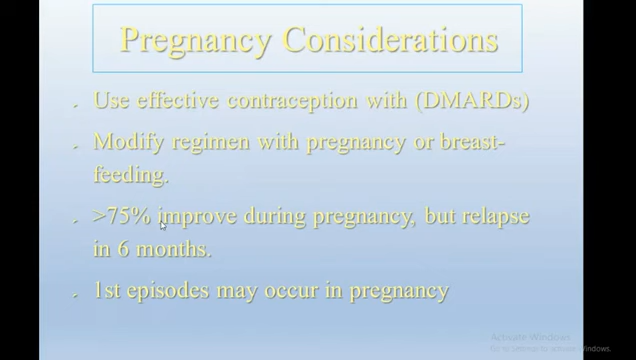 Pregnancy Considerations
Use effective contraception with (DMARDs)
Modify regimen with pregnancy or breast-
feeding.
>75% improve during pregnancy, but relapse
in 6 months.
1st episodes may occur in pregnancy
Activate Windows
Go to Settings to activate Windows.